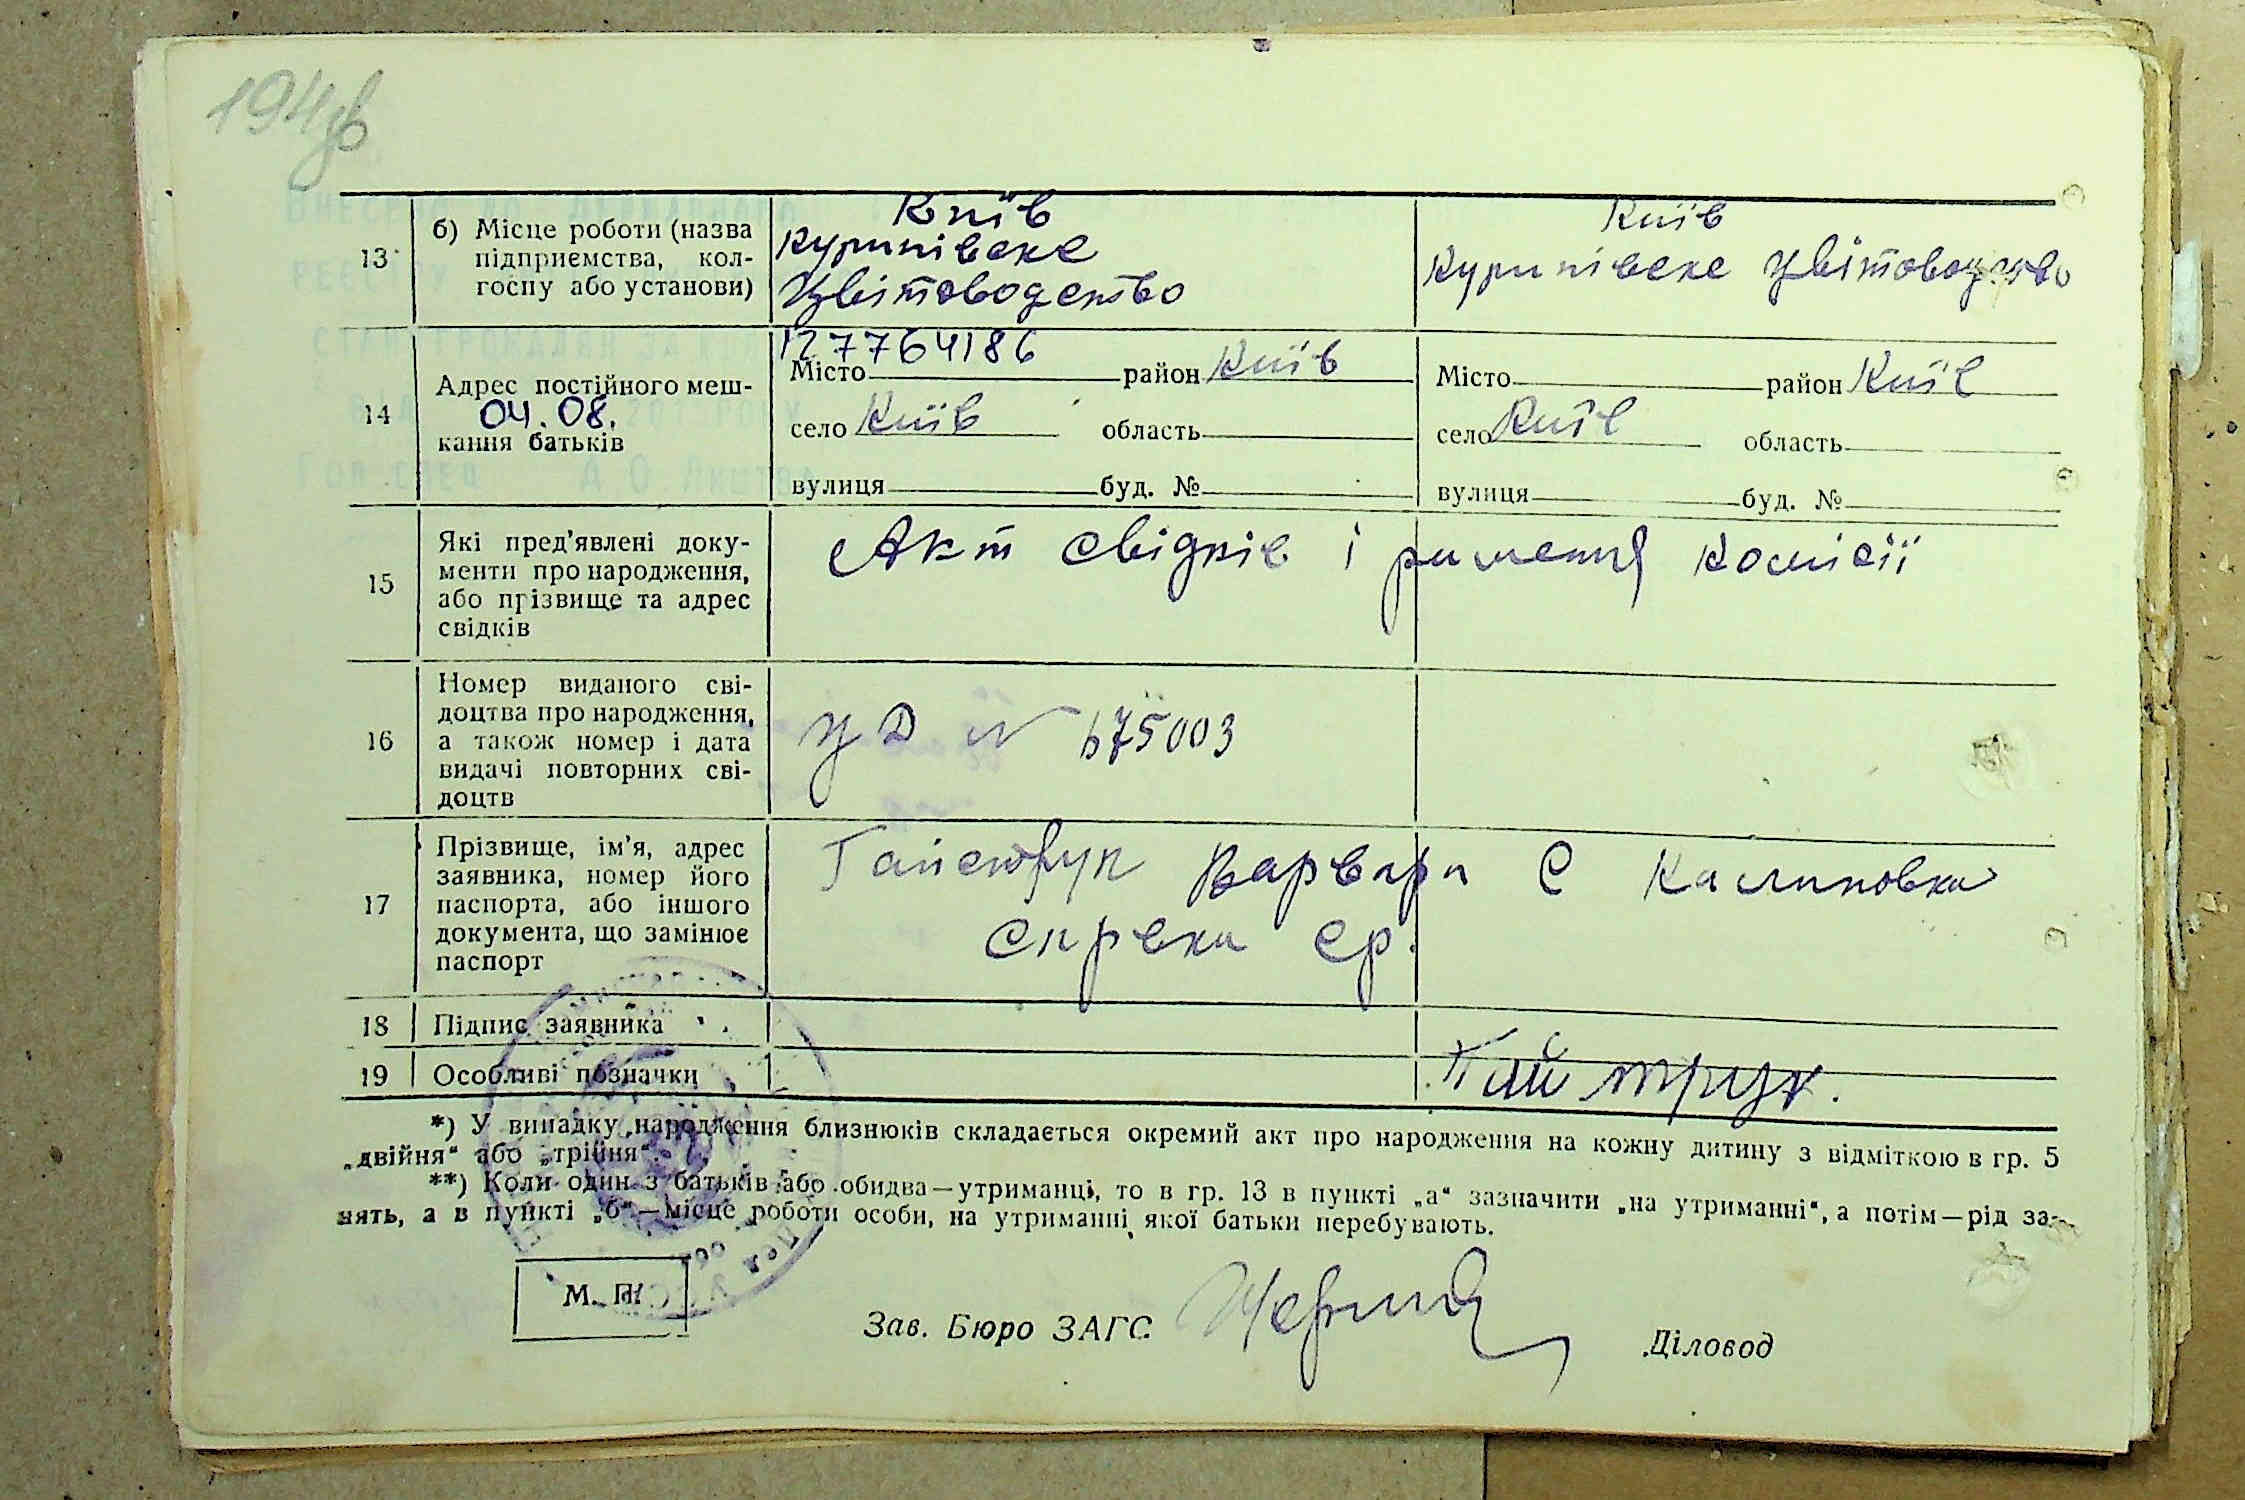 194зв
13
б) Місце роботи (назва
підприємства, кол-
госпу або установи)
Київ
Цвітоводство
Київ
Цвітоводство
14
Адрес постійного меш-
04.08.
кання батьків
127764186
Місто район Київ
село Київ область
вулиця буд. №
Місто район Київ
село Київ область
вулиця буд. №
15
Які пред'явлені доку-
менти про народження,
або прізвище та адрес
свідків
Акт свідків і рішення комісії
16
Номер виданого сві-
доцтва про народження,
а також номер і дата
видачі повторних сві-
доцтв
УД N 675003
17
Прізвище, ім'я, адрес
заявника, номер його
паспорта, або іншого
документа, що замінює
паспорт
Варвара С Калиновка
18
Підпис заявника
19
Особливі позначки
*) У випадку народження близнюків складається окремий акт про народження на кожну дитину з відміткою в гр. 5
„двійня“ або „трійня“.
**) Коли один з батьків або обидва—утриманці, то в гр. 13 в пункті „а“ зазначити „на утриманні“, а потім—рід за-
нять, а в пункті „б“—місце роботи особи, на утриманні якої батьки перебувають.
М. П.
Зав. Бюро ЗАГС
Діловод